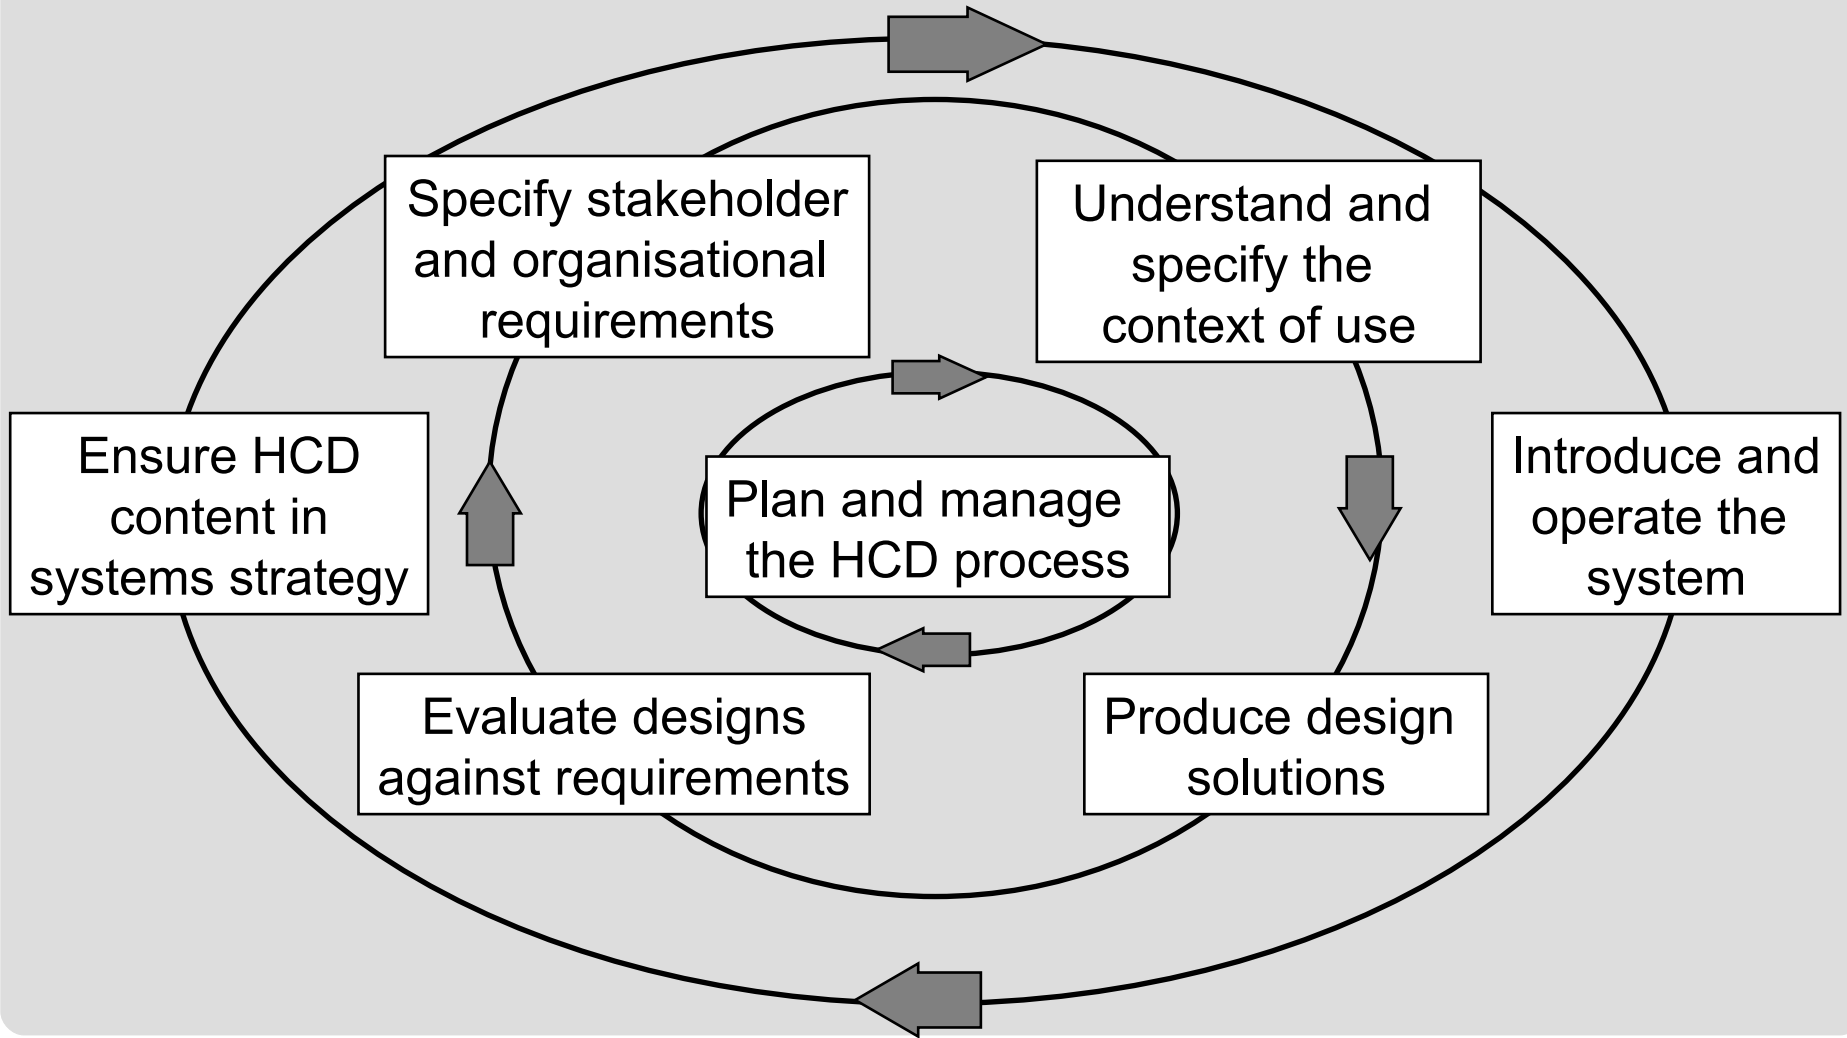 Specify stakeholder
and organisational
requirements
Understand and
specify the
context of use
Ensure HCD
content in
systems strategy
Plan and manage
the HCD process
Introduce and
operate the
system
Evaluate designs
against requirements
Produce design
solutions